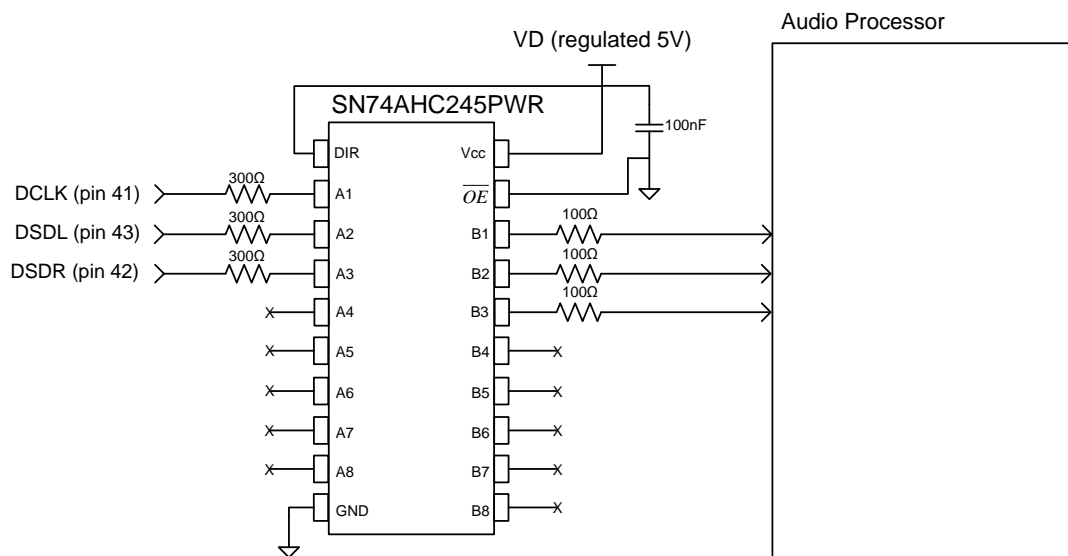 Audio Processor
VD (regulated 5V)
SN74AHC245PWR
100nF
DIR
Vcc
DCLK (pin 41)
300Ω
A1
OE
DSDL (pin 43)
300Ω
A2
B1
100Ω
DSDR (pin 42)
300Ω
A3
B2
100Ω
A4
B3
100Ω
X
A5
B4
X
X
A6
B5
X
X
A7
B6
X
X
A8
B7
X
X
GND
B8
X